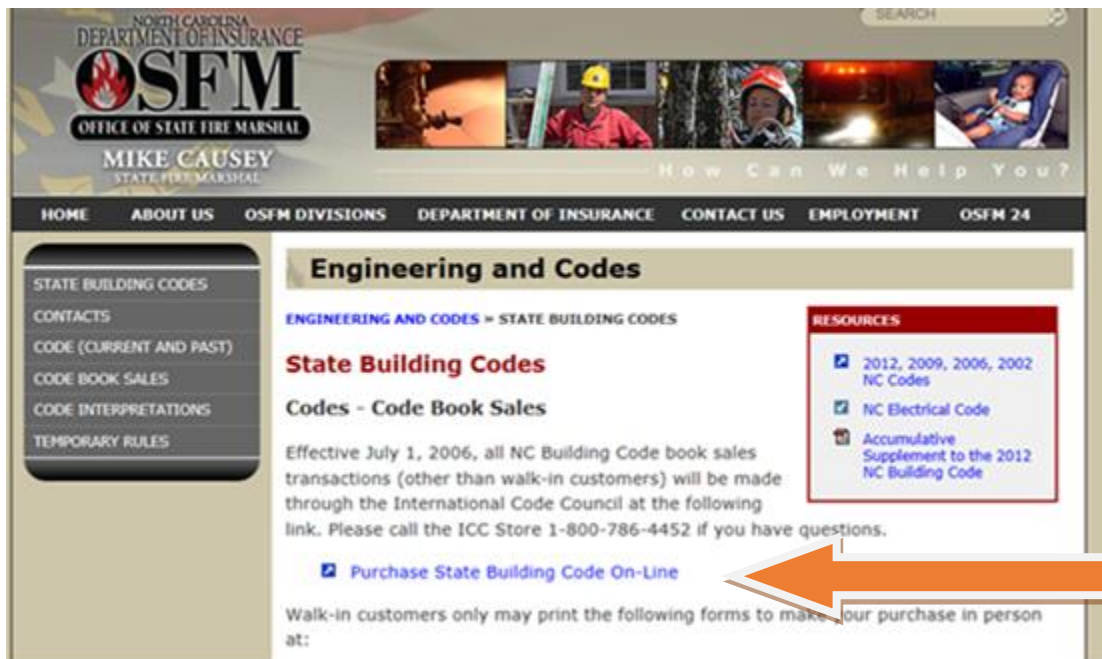 SEARCH
NORTH CAROLINA
DEPARTMENT OF INSURANCE
OSFM
OFFICE OF STATE FIRE MARSHAL
MIKE CAUSEY
STATE FIRE MARSHAL
How Can We Help You?
HOME ABOUT US OSFM DIVISIONS DEPARTMENT OF INSURANCE CONTACT US EMPLOYMENT OSFM 24
STATE BUILDING CODES
CONTACTS
CODE (CURRENT AND PAST)
CODE BOOK SALES
CODE INTERPRETATIONS
TEMPORARY RULES
Engineering and Codes
ENGINEERING AND CODES » STATE BUILDING CODES
State Building Codes
Codes - Code Book Sales
Effective July 1, 2006, all NC Building Code book sales
transactions (other than walk-in customers) will be made
through the International Code Council at the following
link. Please call the ICC Store 1-800-786-4452 if you have questions.
Purchase State Building Code On-Line
Walk-in customers only may print the following forms to make your purchase in person
at:
RESOURCES
2012, 2009, 2006, 2002
NC Codes
NC Electrical Code
Accumulative
Supplement to the 2012
NC Building Code